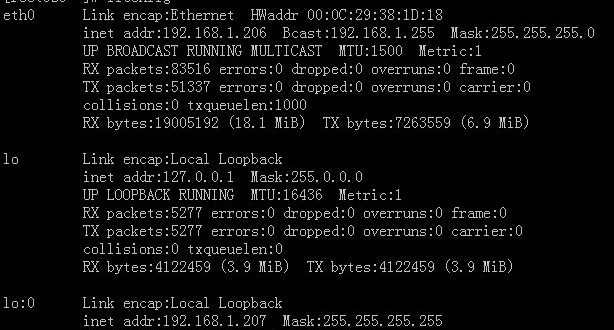 eth0 Link encap:Ethernet HWaddr 00:0C:29:38:1D:18
inet addr:192.168.1.206 Bcast:192.168.1.255 Mask:255.255.255.0
UP BROADCAST RUNNING MULTICAST MTU:1500 Metric:1
RX packets:83516 errors:0 dropped:0 overruns:0 frame:0
TX packets:51337 errors:0 dropped:0 overruns:0 carrier:0
collisions:0 txqueuelen:1000
RX bytes:19005192 (18.1 MiB) TX bytes:7263559 (6.9 MiB)
lo Link encap:Local Loopback
inet addr:127.0.0.1 Mask:255.0.0.0
UP LOOPBACK RUNNING MTU:16436 Metric:1
RX packets:5277 errors:0 dropped:0 overruns:0 frame:0
TX packets:5277 errors:0 dropped:0 overruns:0 carrier:0
collisions:0 txqueuelen:0
RX bytes:4122459 (3.9 MiB) TX bytes:4122459 (3.9 MiB)
lo:0 Link encap:Local Loopback
inet addr:192.168.1.207 Mask:255.255.255.255